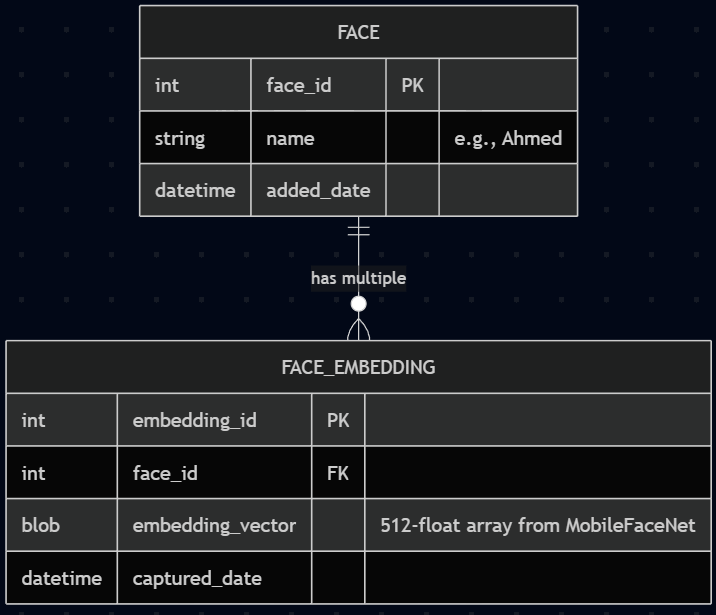 FACE
int face_id PK
string name e.g., Ahmed
datetime added_date
has multiple
FACE_EMBEDDING
int embedding_id PK
int face_id FK
blob embedding_vector 512-float array from MobileFaceNet
datetime captured_date